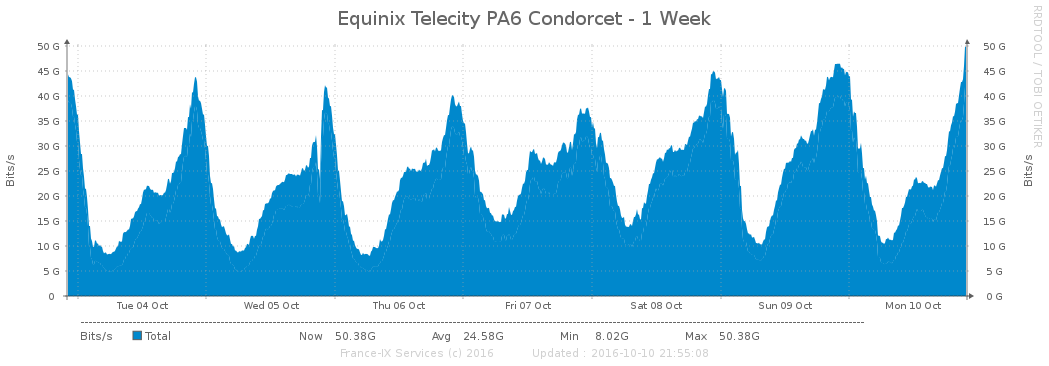 Equinix Telecity PA6 Condorcet - 1 Week
RRDTOOL / TOBI OETIKER
Bits/s
50 G
45 G
40 G
35 G
30 G
25 G
20 G
15 G
10 G
5 G
0
50 G
45 G
40 G
35 G
30 G
25 G
20 G
15 G
10 G
5 G
0 G
Bits/s
Tue 04 Oct Wed 05 Oct Thu 06 Oct Fri 07 Oct Sat 08 Oct Sun 09 Oct Mon 10 Oct
Bits/s Total Now 50.38G Avg 24.58G Min 8.02G Max 50.38G
France-IX Services (c) 2016 Updated : 2016-10-10 21:55:08